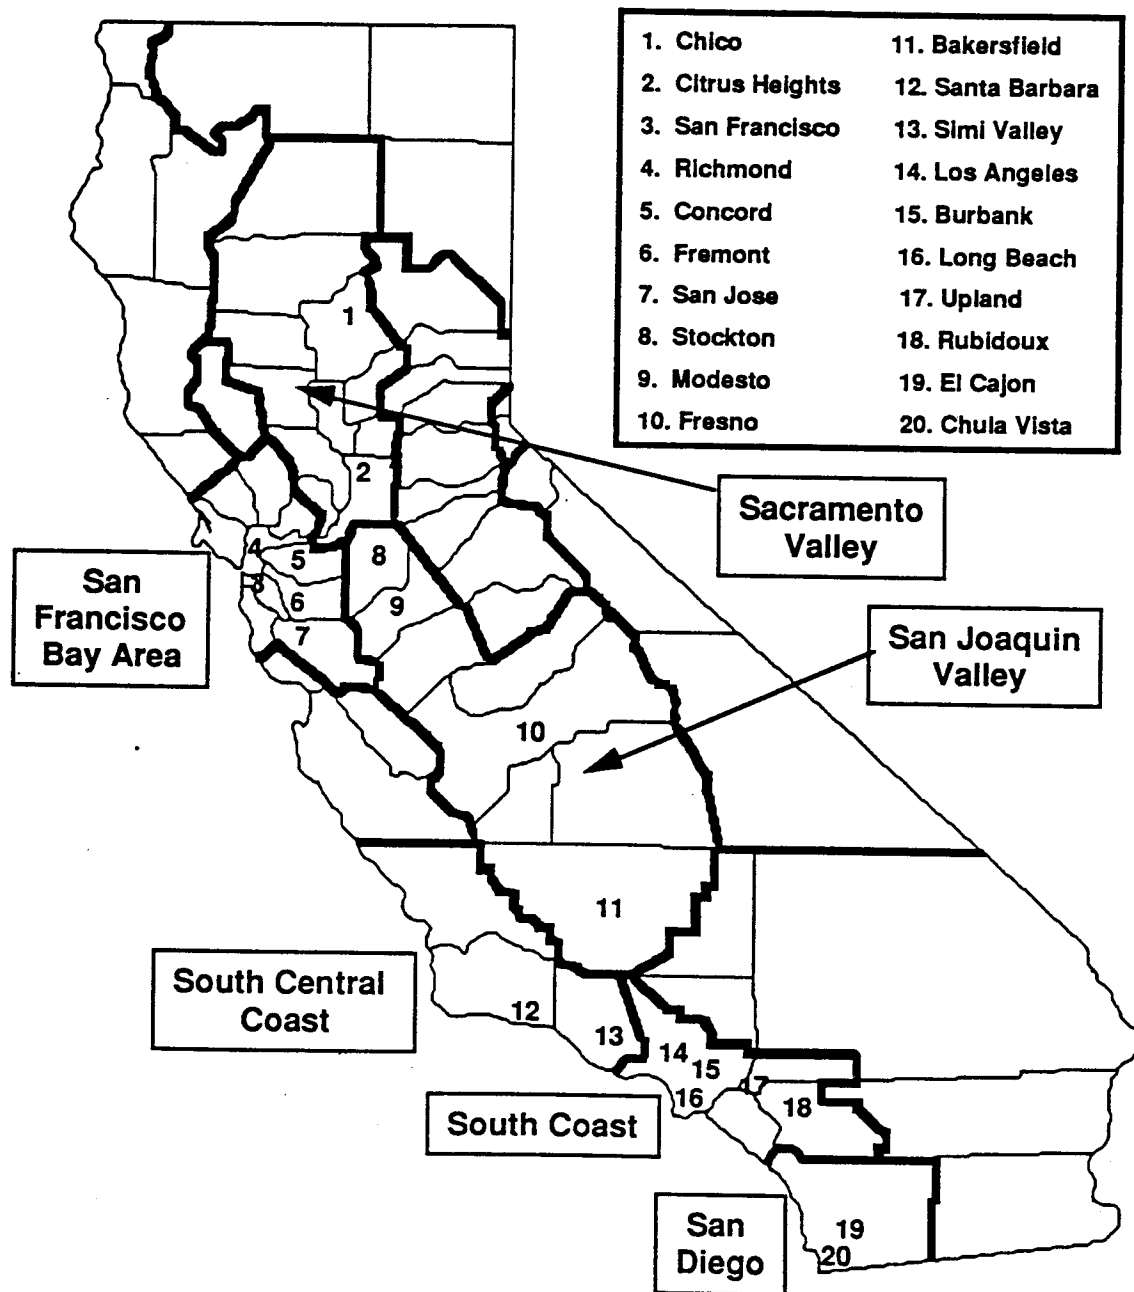 1. Chico
2. Citrus Heights
3. San Francisco
4. Richmond
5. Concord
6. Fremont
7. San Jose
8. Stockton
9. Modesto
10. Fresno
11. Bakersfield
12. Santa Barbara
13. Simi Valley
14. Los Angeles
15. Burbank
16. Long Beach
17. Upland
18. Rubidoux
19. El Cajon
20. Chula Vista
1
2
Sacramento
Valley
San
Francisco
Bay Area
4
5
8
3
6
9
7
San Joaquin
Valley
10
11
South Central
Coast
12
13
14
15
16
17
18
South Coast
San
Diego
19
20